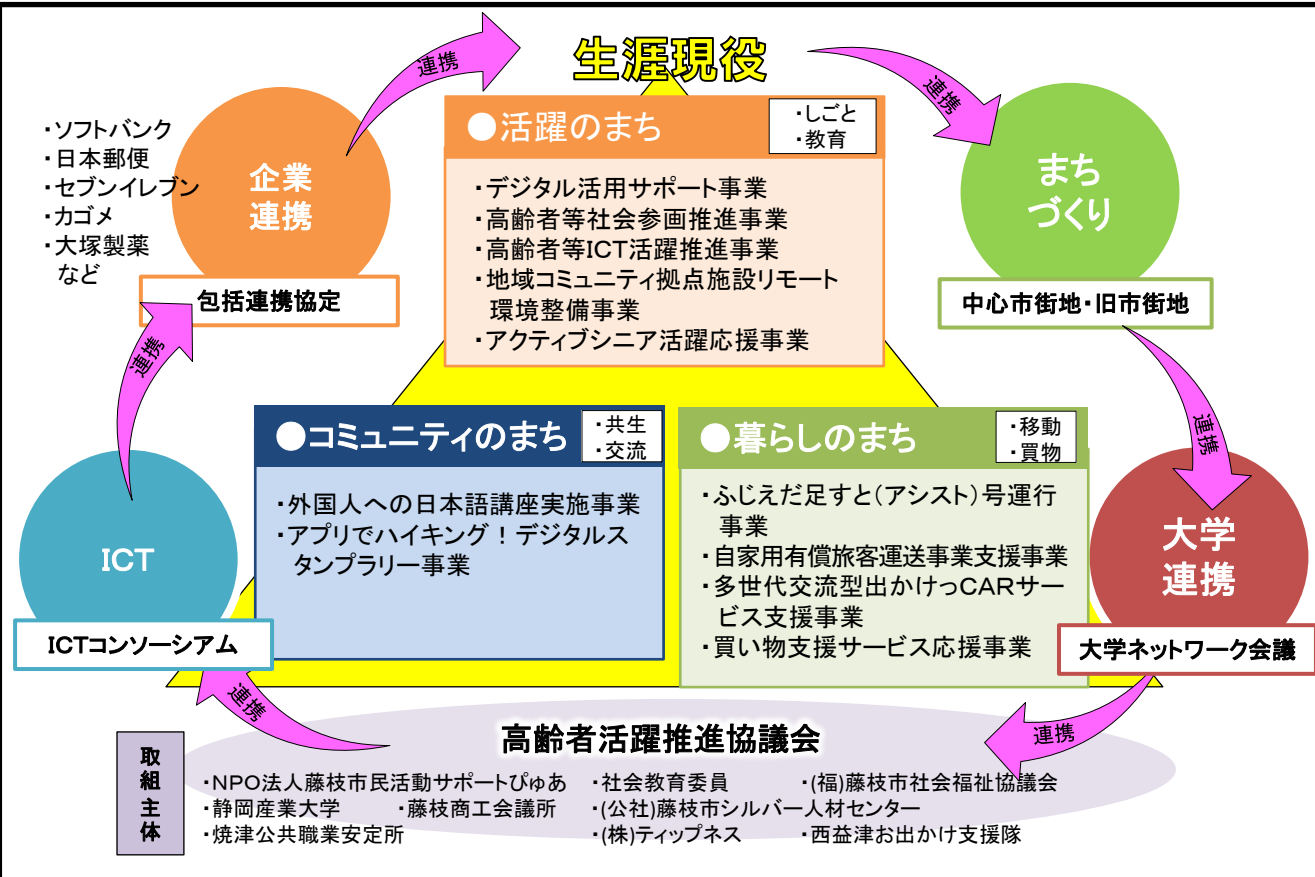 生涯現役
連携
連携
●活躍のまち
・しごと
・教育
・デジタル活用サポート事業
・高齢者等社会参画推進事業
・高齢者等ICT活躍推進事業
・地域コミュニティ拠点施設リモート
環境整備事業
・アクティブシニア活躍応援事業
・ソフトバンク
・日本郵便
・セブンイレブン
・カゴメ
・大塚製薬
など
企業
連携
包括連携協定
まち
づくり
中心市街地・旧市街地
連携
連携
●コミュニティのまち
・共生
・交流
・外国人への日本語講座実施事業
・アプリでハイキング！デジタルス
タンプラリー事業
●暮らしのまち
・移動
・買物
・ふじえだ足すと(アシスト)号運行
事業
・自家用有償旅客運送事業支援事業
・多世代交流型出かけっCARサー
ビス支援事業
・買い物支援サービス応援事業
ICT
ICTコンソーシアム
大学
連携
大学ネットワーク会議
連携
連携
高齢者活躍推進協議会
取組主体
・NPO法人藤枝市民活動サポートぴゅあ ・社会教育委員 ・(福)藤枝市社会福祉協議会
・静岡産業大学 ・藤枝商工会議所 ・(公社)藤枝市シルバー人材センター
・焼津公共職業安定所 ・(株)ティップネス ・西益津お出かけ支援隊